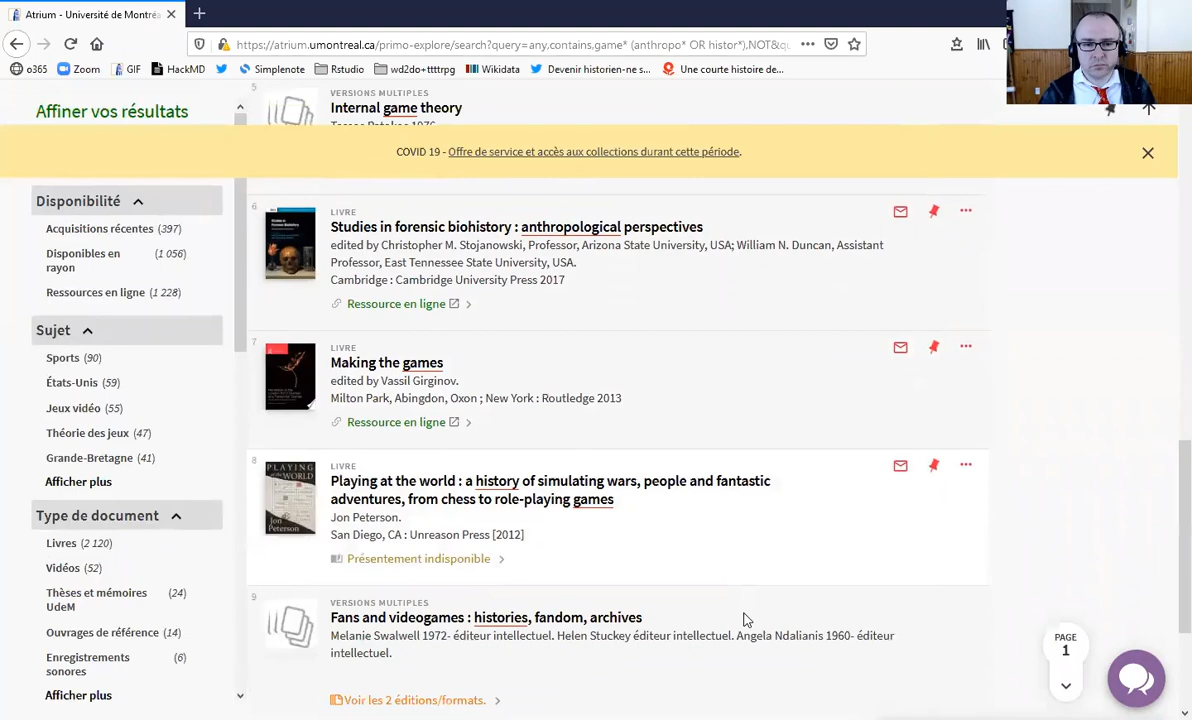 Atrium - Université de Montréa
https://atrium.umontreal.ca/primo-explore/search?query=any,contains,game* (anthropo* OR histor*),NOT&qu
o365 Zoom GIF HackMD Simplenote Rstudio wd2do+ttttrpg Wikidata Devenir historien-ne s... Une courte histoire de...
Affiner vos résultats
5
VERSIONS MULTIPLES
Internal game theory
COVID 19 - Offre de service et accès aux collections durant cette période.
Disponibilité
Acquisitions récentes (397)
Disponibles en rayon (1 056)
Ressources en ligne (1 228)
Sujet
Sports (90)
États-Unis (59)
Jeux vidéo (55)
Théorie des jeux (47)
Grande-Bretagne (41)
Afficher plus
Type de document
Livres (2 120)
Vidéos (52)
Thèses et mémoires UdeM (24)
Ouvrages de référence (14)
Enregistrements sonores (6)
Afficher plus
6
LIVRE
Studies in forensic biohistory : anthropological perspectives
edited by Christopher M. Stojanowski, Professor, Arizona State University, USA; William N. Duncan, Assistant
Professor, East Tennessee State University, USA.
Cambridge : Cambridge University Press 2017
Ressource en ligne
7
LIVRE
Making the games
edited by Vassil Girginov.
Milton Park, Abingdon, Oxon ; New York : Routledge 2013
Ressource en ligne
8
PLAYING
at the WORLD
JON
PETERSON
LIVRE
Playing at the world : a history of simulating wars, people and fantastic
adventures, from chess to role-playing games
Jon Peterson.
San Diego, CA : Unreason Press [2012]
Présentement indisponible
9
VERSIONS MULTIPLES
Fans and videogames : histories, fandom, archives
Melanie Swalwell 1972- éditeur intellectuel. Helen Stuckey éditeur intellectuel. Angela Ndalianis 1960- éditeur
intellectuel.
Voir les 2 éditions/formats.
PAGE
1